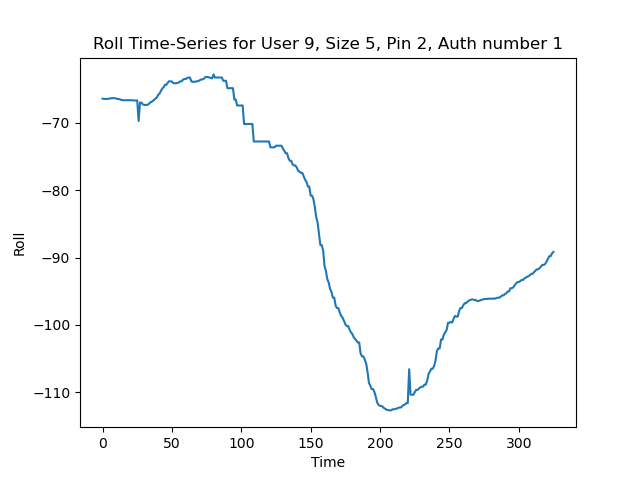 Roll Time-Series for User 9, Size 5, Pin 2, Auth number 1
−70
−80
−90
−100
−110
Roll
0 50 100 150 200 250 300
Time